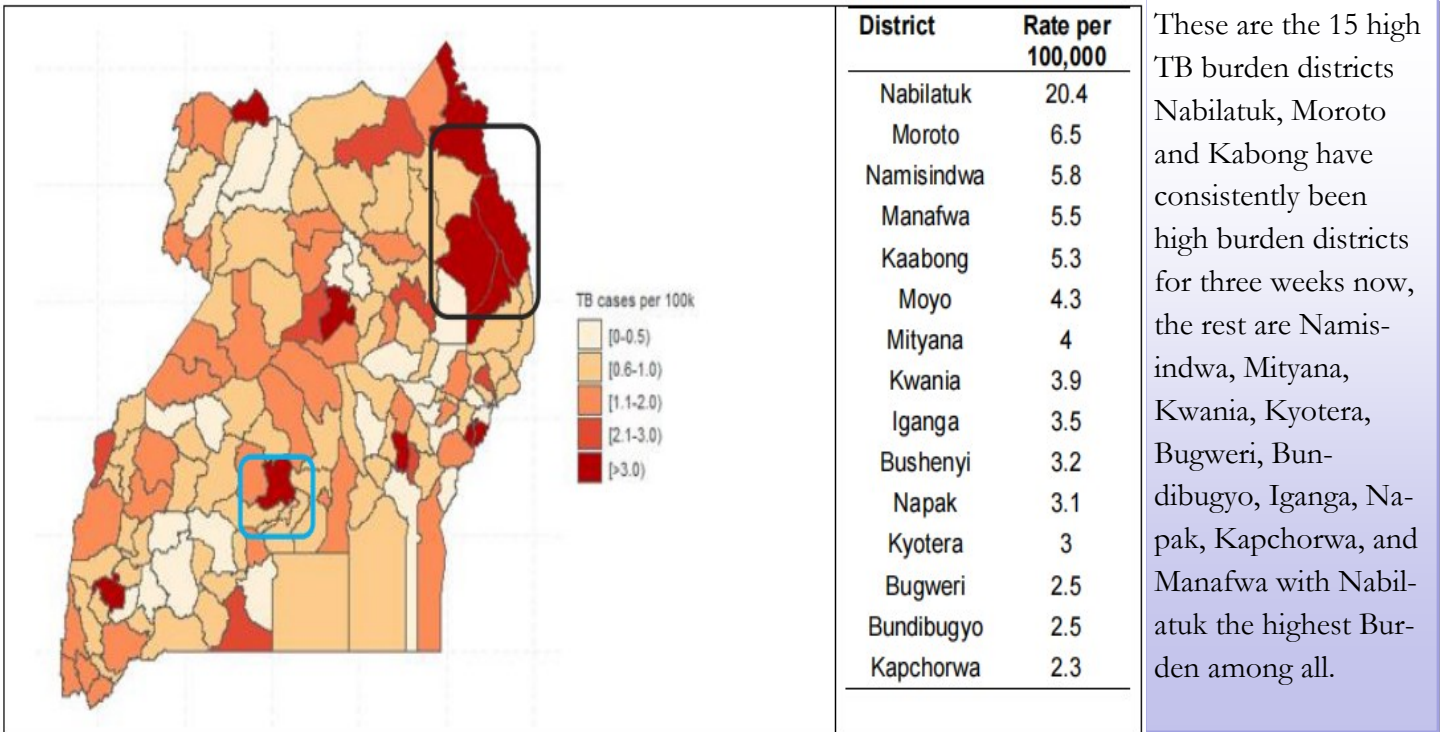 TB cases per 100k
[0-0.5)
[0.6-1.0)
[1.1-2.0)
[2.1-3.0)
[>3.0)
District Rate per
100,000
Nabilatuk 20.4
Moroto 6.5
Namisindwa 5.8
Manafwa 5.5
Kaabong 5.3
Moyo 4.3
Mityana 4
Kwania 3.9
Iganga 3.5
Bushenyi 3.2
Napak 3.1
Kyotera 3
Bugweri 2.5
Bundibugyo 2.5
Kapchorwa 2.3
These are the 15 high
TB burden districts
Nabilatuk, Moroto
and Kabong have
consistently been
high burden districts
for three weeks now,
the rest are Namis-
indwa, Mityana,
Kwania, Kyotera,
Bugweri, Bun-
dibugyo, Iganga, Na-
pak, Kapchorwa, and
Manafwa with Nabil-
atuk the highest Bur-
den among all.